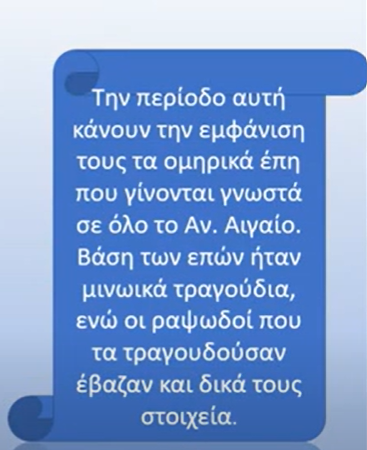 Την περίοδο αυτή
κάνουν την εμφάνιση
τους τα ομηρικά έπη
που γίνονται γνωστά
σε όλο το Αν. Αιγαίο.
Βάση των επών ήταν
μινωικά τραγούδια,
ενώ οι ραψωδοί που
τα τραγουδούσαν
έβαζαν και δικά τους
στοιχεία.